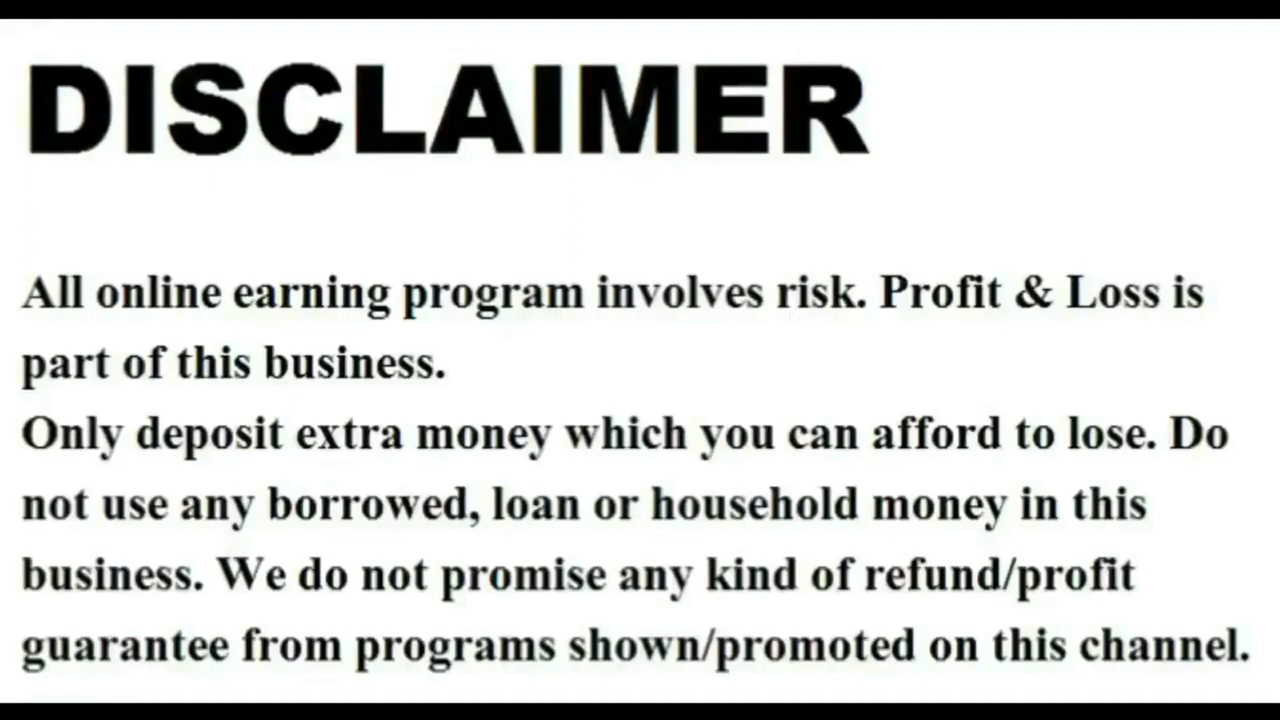 DISCLAIMER
All online earning program involves risk. Profit & Loss is
part of this business.
Only deposit extra money which you can afford to lose. Do
not use any borrowed, loan or household money in this
business. We do not promise any kind of refund/profit
guarantee from programs shown/promoted on this channel.